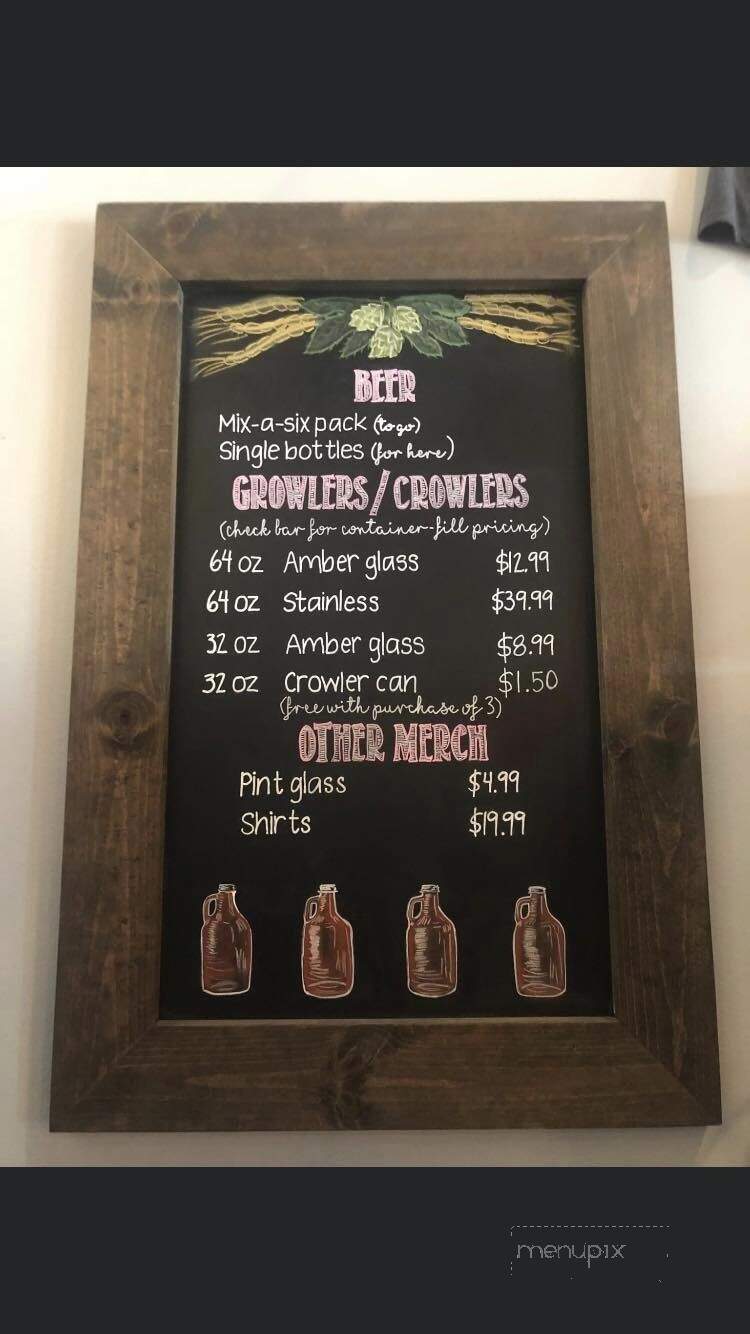 BEER
Mix-a-six pack (to go)
Single bottles (for here)
GROWLERS/CROWLERS
(check bar for container-fill pricing)
64 oz Amber glass $12.99
64 oz Stainless $39.99
32 oz Amber glass $8.99
32 oz Crowler can $1.50
(free with purchase of 3)
OTHER MERCH
Pint glass $4.99
Shirts $19.99
menupix